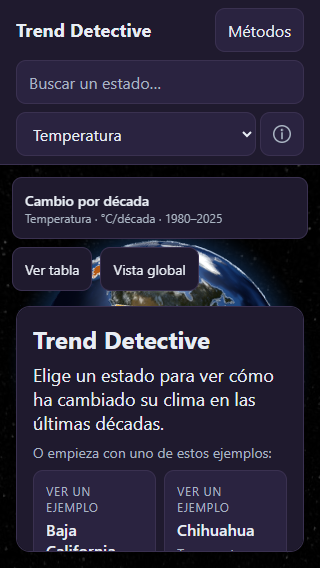 Trend Detective
Métodos
Buscar un estado...
Temperatura
Cambio por década
Temperatura · °C/década · 1980–2025
Ver tabla
Vista global
Trend Detective
Elige un estado para ver cómo
ha cambiado su clima en las
últimas décadas.
O empieza con uno de estos ejemplos:
VER UN
EJEMPLO
Baja
California
VER UN
EJEMPLO
Chihuahua